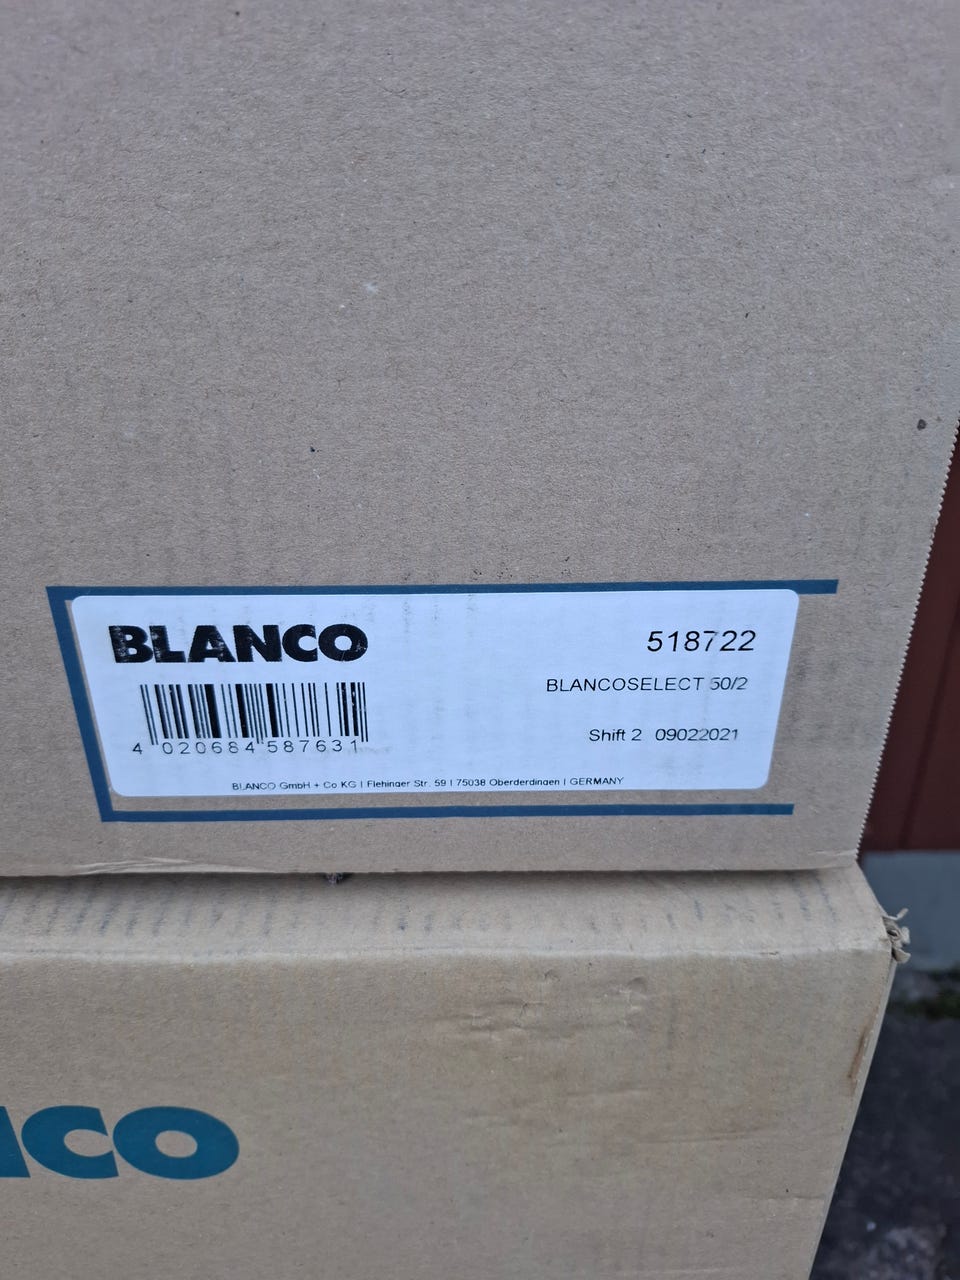 BLANCO
518722
BLANCOSELECT 50/2
4 020684 587631
Shift 2 09022021
BLANCO GmbH + Co KG | Flehinger Str. 59 | 75038 Oberderdingen | GERMANY
NCO